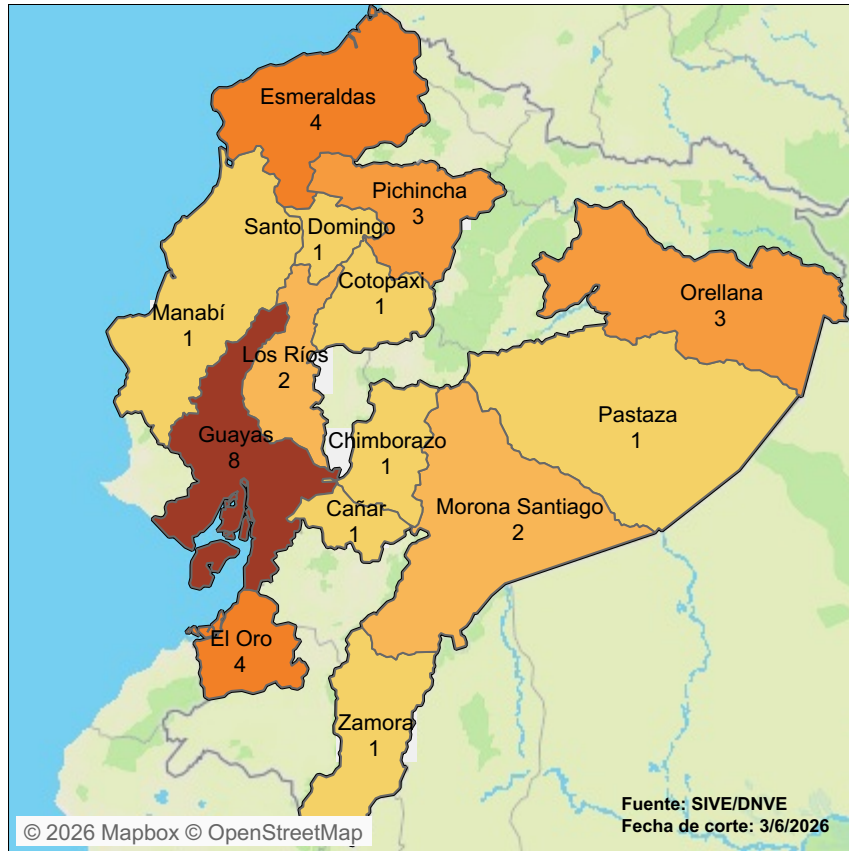 Esmeraldas
4
Pichincha
3
Santo Domingo
1
Cotopaxi
1
Orellana
3
Manabí
1
Los Ríos
2
Pastaza
1
Guayas
8
Chimborazo
1
Morona Santiago
2
Cañar
1
El Oro
4
Zamora
1
Fuente: SIVE/DNVE
Fecha de corte: 3/6/2026
© 2026 Mapbox © OpenStreetMap